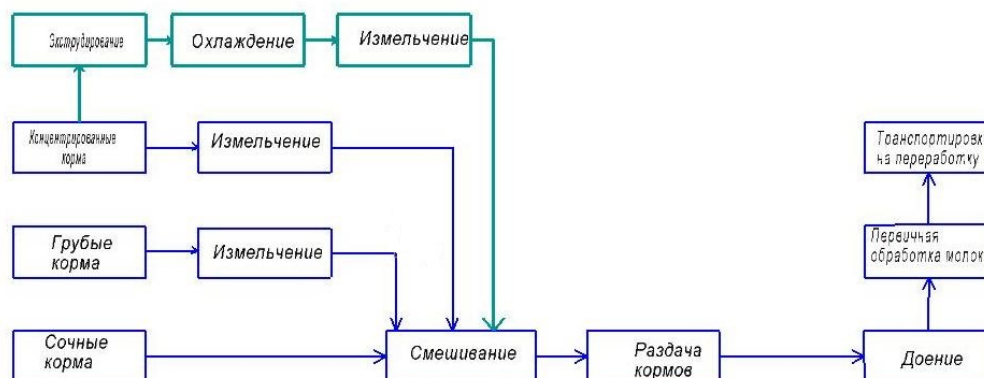 Экструдирование
Охлаждение
Измельчение
Концентрированные
корма
Измельчение
Транспортировк
на переработку
Грубые
корма
Измельчение
Первичная
обработка молок
Сочные
корма
Смешивание
Раздача
кормов
Доение